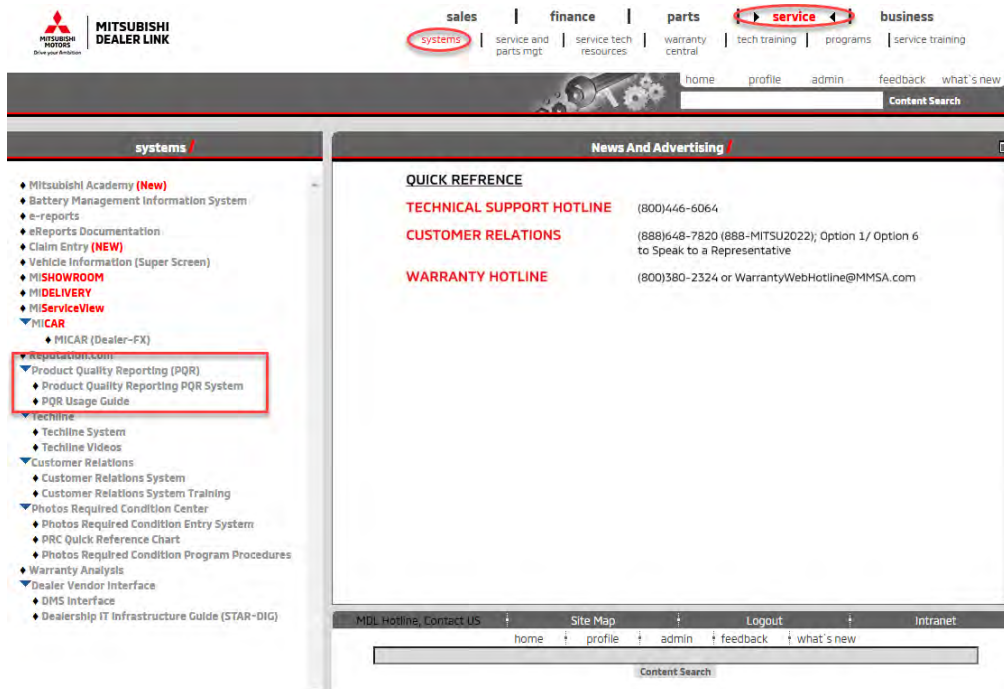 MITSUBISHI
MOTORS
Drive your Ambition
MITSUBISHI
DEALER LINK
sales | finance | parts | service | business
systems | service and parts mgt | service tech resources | warranty central | tech training | programs | service training
home profile admin feedback what`s new
Content Search
systems /
News And Advertising /
♦ Mitsubishi Academy (New)
♦ Battery Management Information System
♦ e-reports
♦ eReports Documentation
♦ Claim Entry (NEW)
♦ Vehicle Information (Super Screen)
♦ MISHOWROOM
♦ MIDELIVERY
♦ MIServiceView
MICAR
♦ MICAR (Dealer-FX)
♦ Reputation.com
Product Quality Reporting (PQR)
♦ Product Quality Reporting PQR System
♦ PQR Usage Guide
Techline
♦ Techline System
♦ Techline Videos
Customer Relations
♦ Customer Relations System
♦ Customer Relations System Training
Photos Required Condition Center
♦ Photos Required Condition Entry System
♦ PRC Quick Reference Chart
♦ Photos Required Condition Program Procedures
♦ Warranty Analysis
Dealer Vendor Interface
♦ DMS Interface
♦ Dealership IT Infrastructure Guide (STAR-DIG)
QUICK REFRENCE
TECHNICAL SUPPORT HOTLINE (800)446-6064
CUSTOMER RELATIONS (888)648-7820 (888-MITSU2022); Option 1/ Option 6
to Speak to a Representative
WARRANTY HOTLINE (800)380-2324 or WarrantyWebHotline@MMSA.com
MDL Hotline, Contact US Site Map Logout Intranet
home profile admin feedback what`s new
Content Search